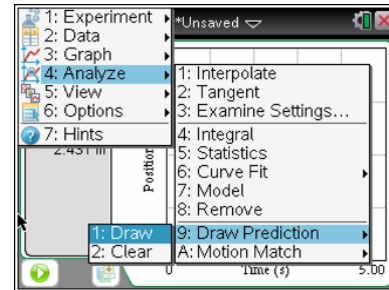 1: Experiment
2: Data
3: Graph
4: Analyze
5: View
6: Options
7: Hints
*Unsaved
1: Interpolate
2: Tangent
3: Examine Settings...
4: Integral
5: Statistics
6: Curve Fit
7: Model
8: Remove
9: Draw Prediction
A: Motion Match
1: Draw
2: Clear
Position
0 Time (s) 5.00